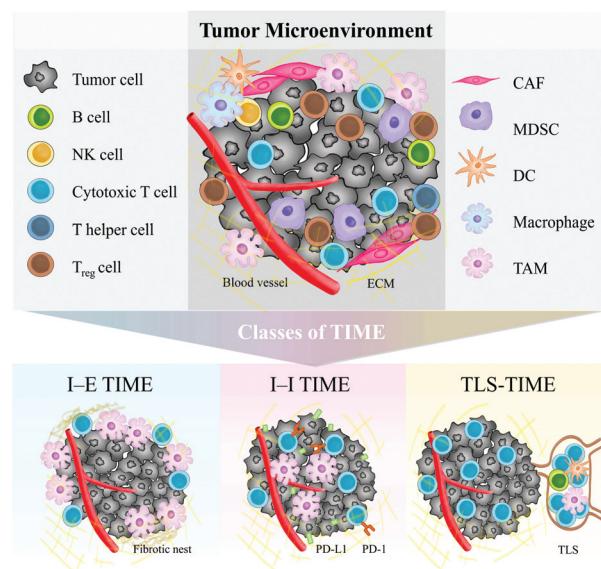 Tumor Microenvironment
Tumor cell
B cell
NK cell
Cytotoxic T cell
T helper cell
Treg cell
Blood vessel
ECM
CAF
MDSC
DC
Macrophage
TAM
Classes of TIME
I–E TIME
Fibrotic nest
I–I TIME
PD-L1
PD-1
TLS-TIME
TLS